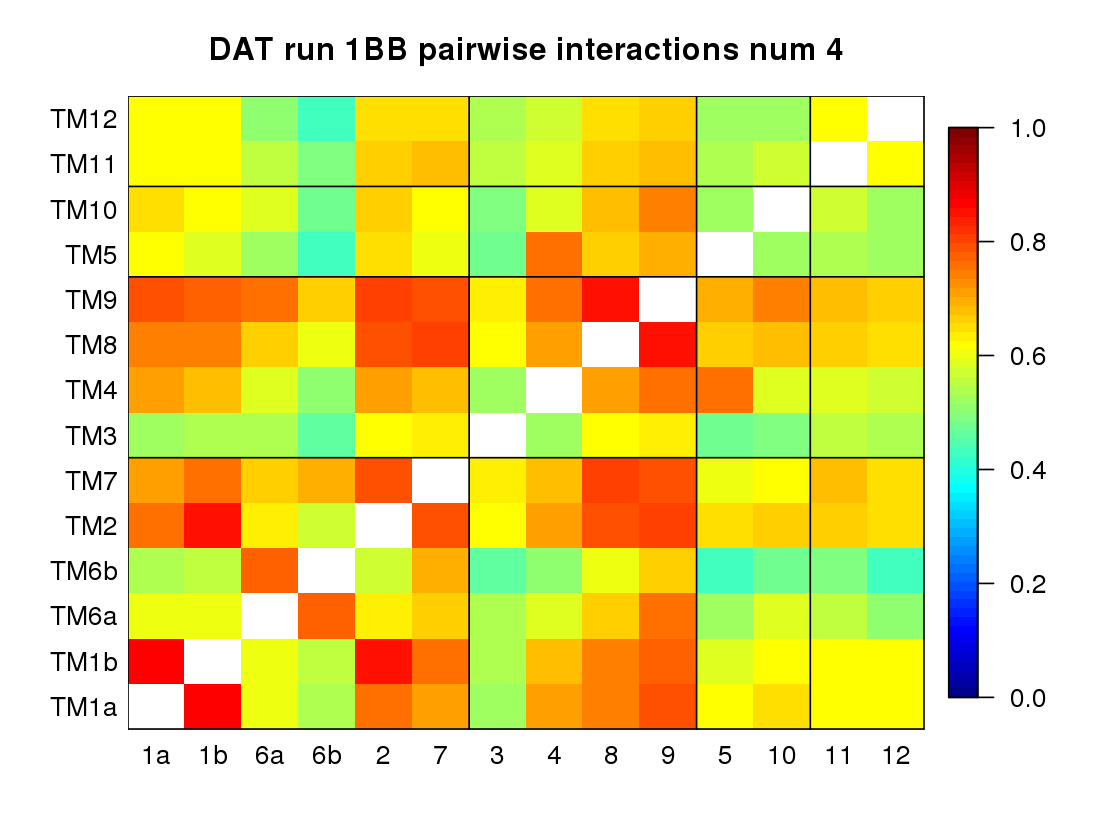 DAT run 1BB pairwise interactions num 4
TM12
TM11
TM10
TM5
TM9
TM8
TM4
TM3
TM7
TM2
TM6b
TM6a
TM1b
TM1a
1a 1b 6a 6b 2 7 3 4 8 9 5 10 11 12
1.0
0.8
0.6
0.4
0.2
0.0